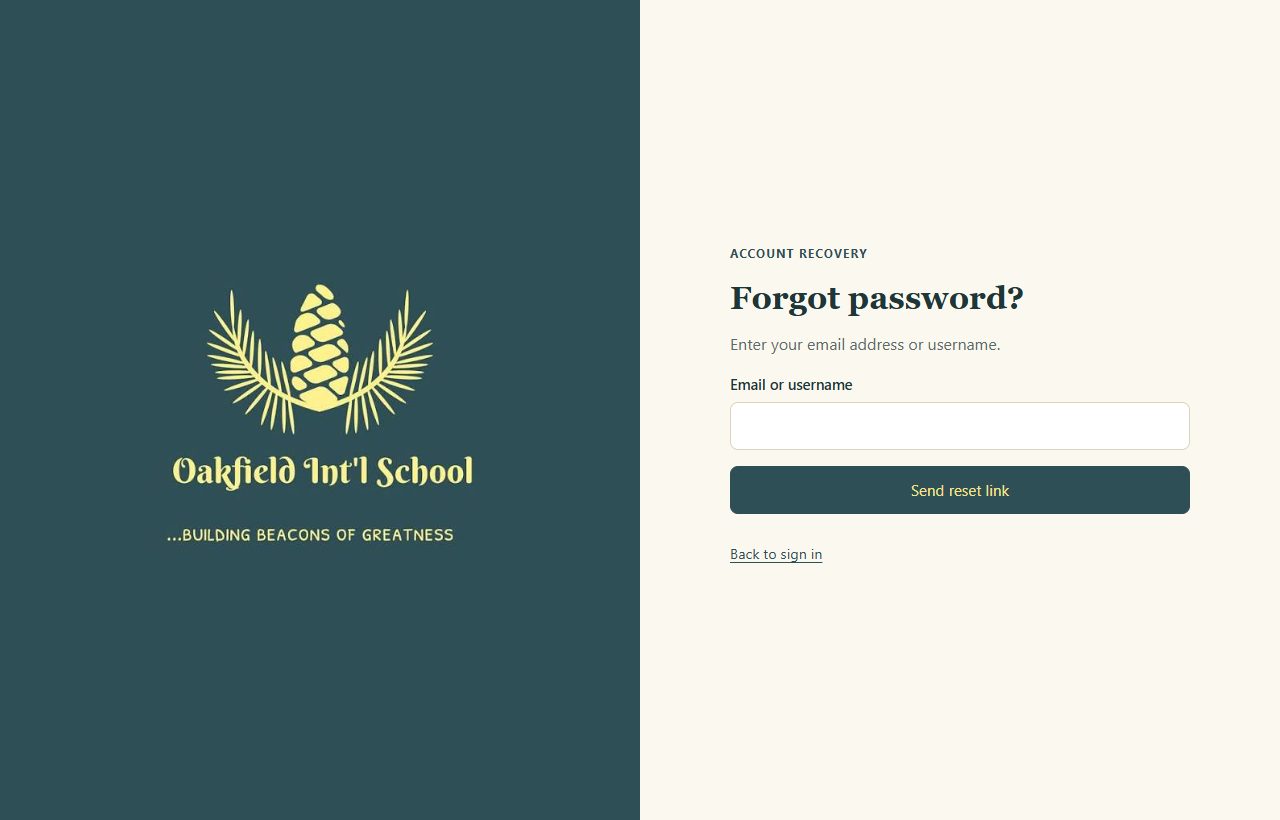 Oakfield Int'l School
...BUILDING BEACONS OF GREATNESS
ACCOUNT RECOVERY
Forgot password?
Enter your email address or username.
Email or username
Send reset link
Back to sign in